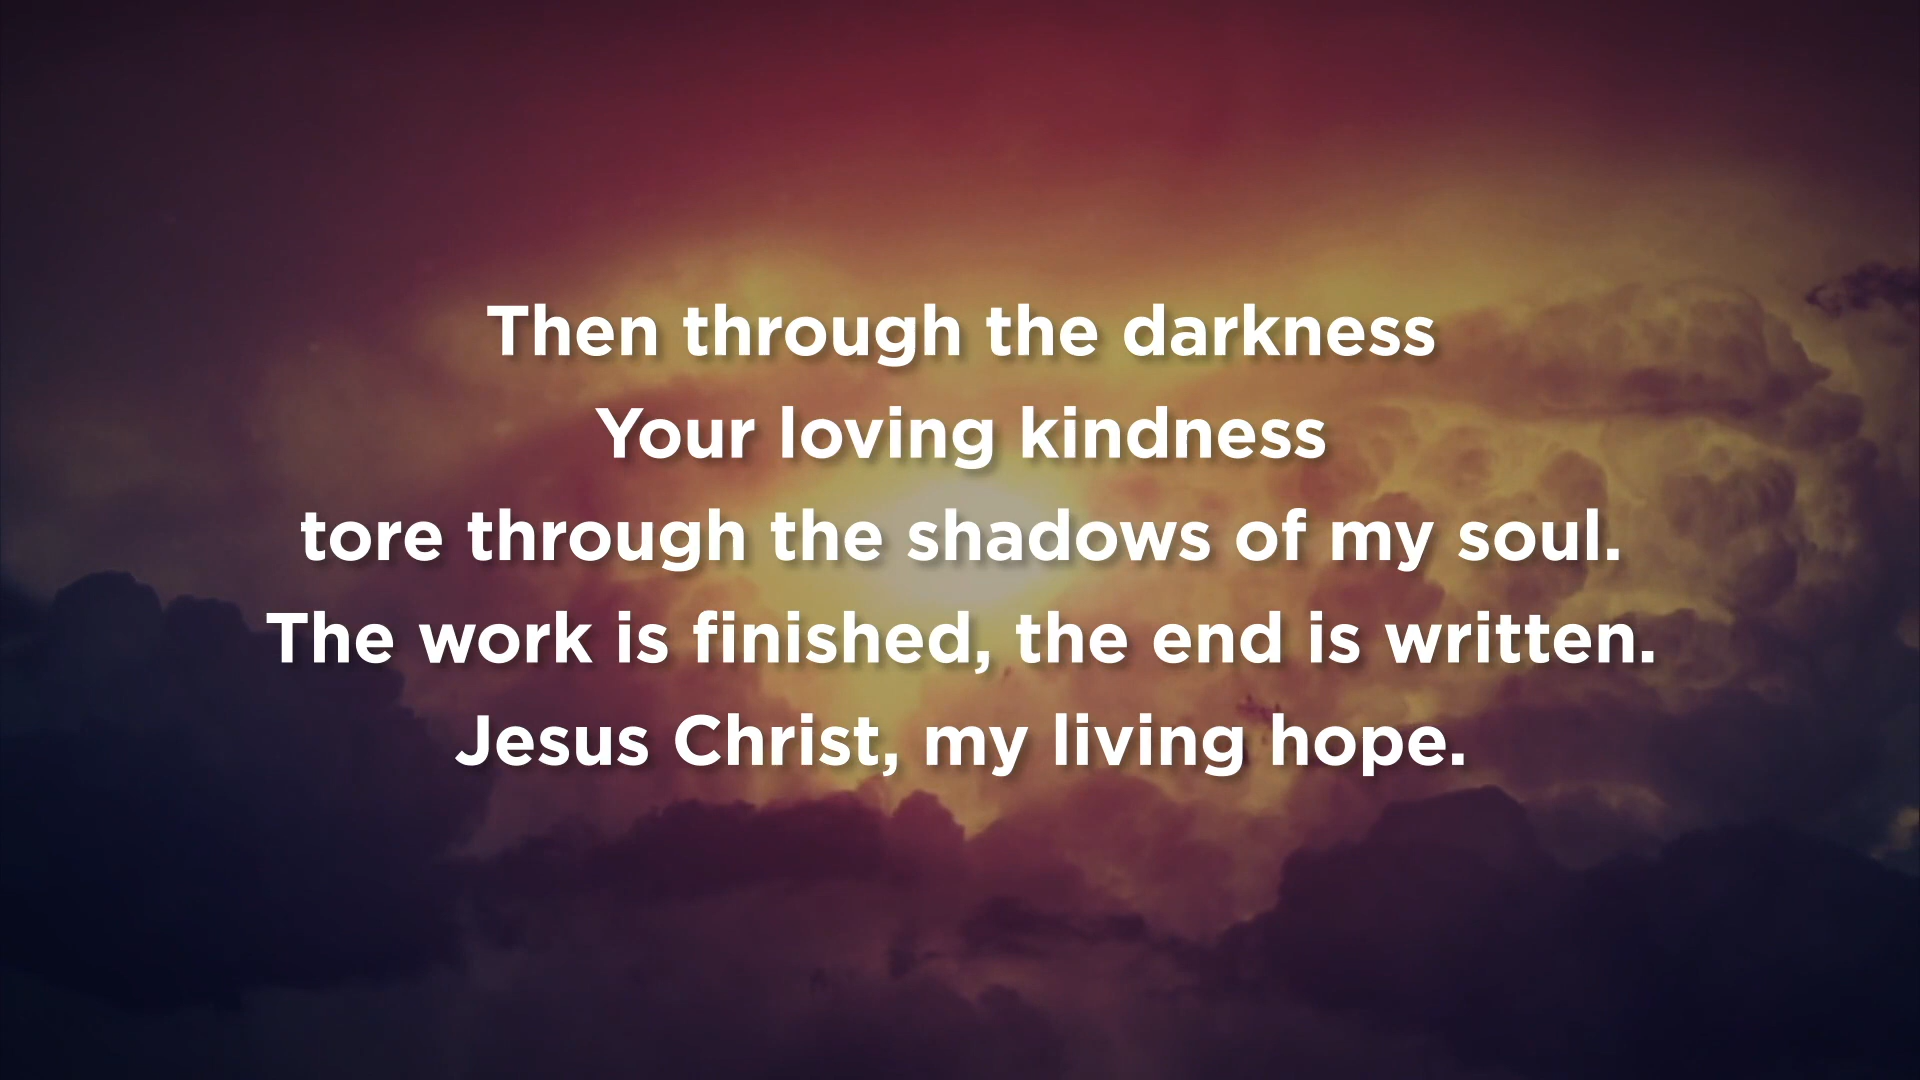 Then through the darkness
Your loving kindness
tore through the shadows of my soul.
The work is finished, the end is written.
Jesus Christ, my living hope.